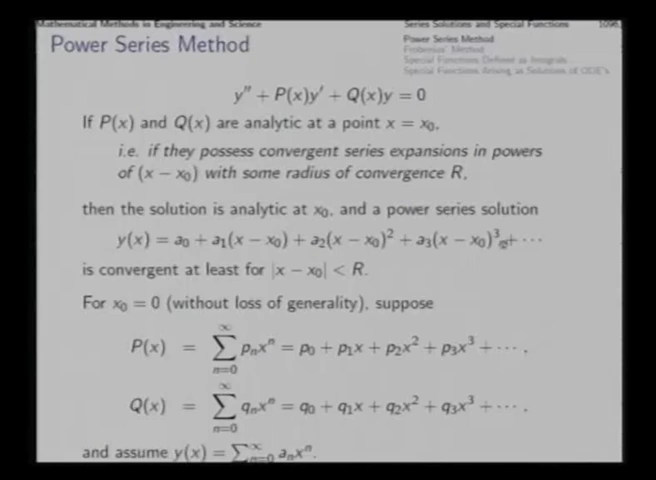 Mathematical Methods in Engineering and Science
Series Solutions and Special Functions
1096,
Power Series Method
Power Series Method
Frobenius' Method
Special Functions Defined as Integrals
Special Functions Arising as Solutions of ODE's
y″ + P(x)y′ + Q(x)y = 0
If P(x) and Q(x) are analytic at a point x = x₀,
i.e. if they possess convergent series expansions in powers
of (x − x₀) with some radius of convergence R,
then the solution is analytic at x₀, and a power series solution
y(x) = a₀ + a₁(x − x₀) + a₂(x − x₀)² + a₃(x − x₀)³ + ···
is convergent at least for |x − x₀| < R.
For x₀ = 0 (without loss of generality), suppose
P(x) = ∑_{n=0}^{∞} pₙxⁿ = p₀ + p₁x + p₂x² + p₃x³ + ··· ,
Q(x) = ∑_{n=0}^{∞} qₙxⁿ = q₀ + q₁x + q₂x² + q₃x³ + ··· ,
and assume y(x) = ∑_{n=0}^{∞} aₙxⁿ.